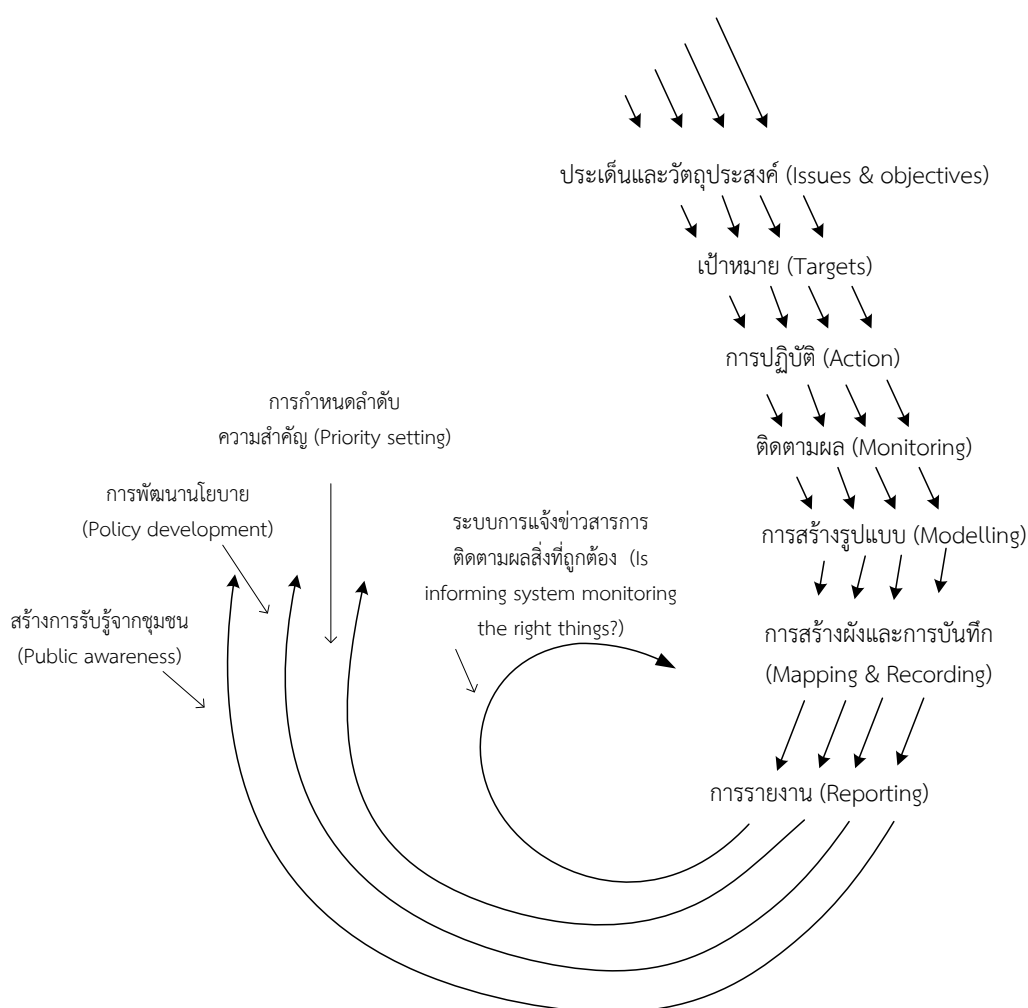 ประเด็นและวัตถุประสงค์ (Issues & objectives)
เป้าหมาย (Targets)
การปฏิบัติ (Action)
ติดตามผล (Monitoring)
การสร้างรูปแบบ (Modelling)
การสร้างผังและการบันทึก
(Mapping & Recording)
การรายงาน (Reporting)
ระบบการแจ้งข่าวสารการ
ติดตามผลสิ่งที่ถูกต้อง (Is
informing system monitoring
the right things?)
การกำหนดลำดับ
ความสำคัญ (Priority setting)
การพัฒนานโยบาย
(Policy development)
สร้างการรับรู้จากชุมชน
(Public awareness)